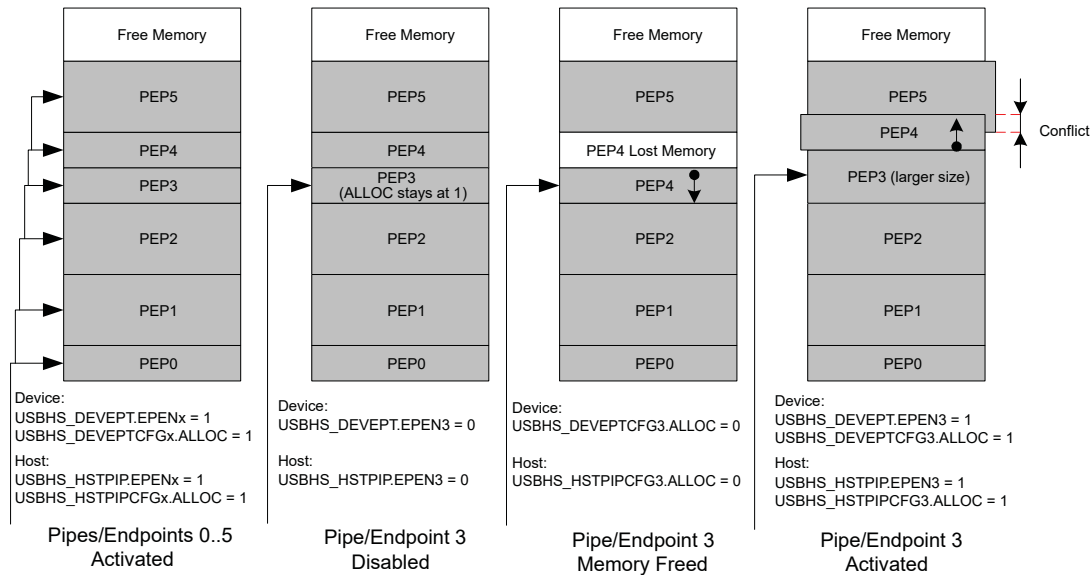 Free Memory
PEP5
PEP4
PEP3
PEP2
PEP1
PEP0
Device:
USBHS_DEVEPT.EPENx = 1
USBHS_DEVEPTCFGx.ALLOC = 1
Host:
USBHS_HSTPIP.EPENx = 1
USBHS_HSTPIPCFGx.ALLOC = 1
Pipes/Endpoints 0..5
Activated
Free Memory
PEP5
PEP4
PEP3
(ALLOC stays at 1)
PEP2
PEP1
PEP0
Device:
USBHS_DEVEPT.EPEN3 = 0
Host:
USBHS_HSTPIP.EPEN3 = 0
Pipe/Endpoint 3
Disabled
Free Memory
PEP5
PEP4 Lost Memory
PEP4
PEP2
PEP1
PEP0
Device:
USBHS_DEVEPTCFG3.ALLOC = 0
Host:
USBHS_HSTPIPCFG3.ALLOC = 0
Pipe/Endpoint 3
Memory Freed
Free Memory
PEP5
PEP4
Conflict
PEP3 (larger size)
PEP2
PEP1
PEP0
Device:
USBHS_DEVEPT.EPEN3 = 1
USBHS_DEVEPTCFG3.ALLOC = 1
Host:
USBHS_HSTPIP.EPEN3 = 1
USBHS_HSTPIPCFG3.ALLOC = 1
Pipe/Endpoint 3
Activated